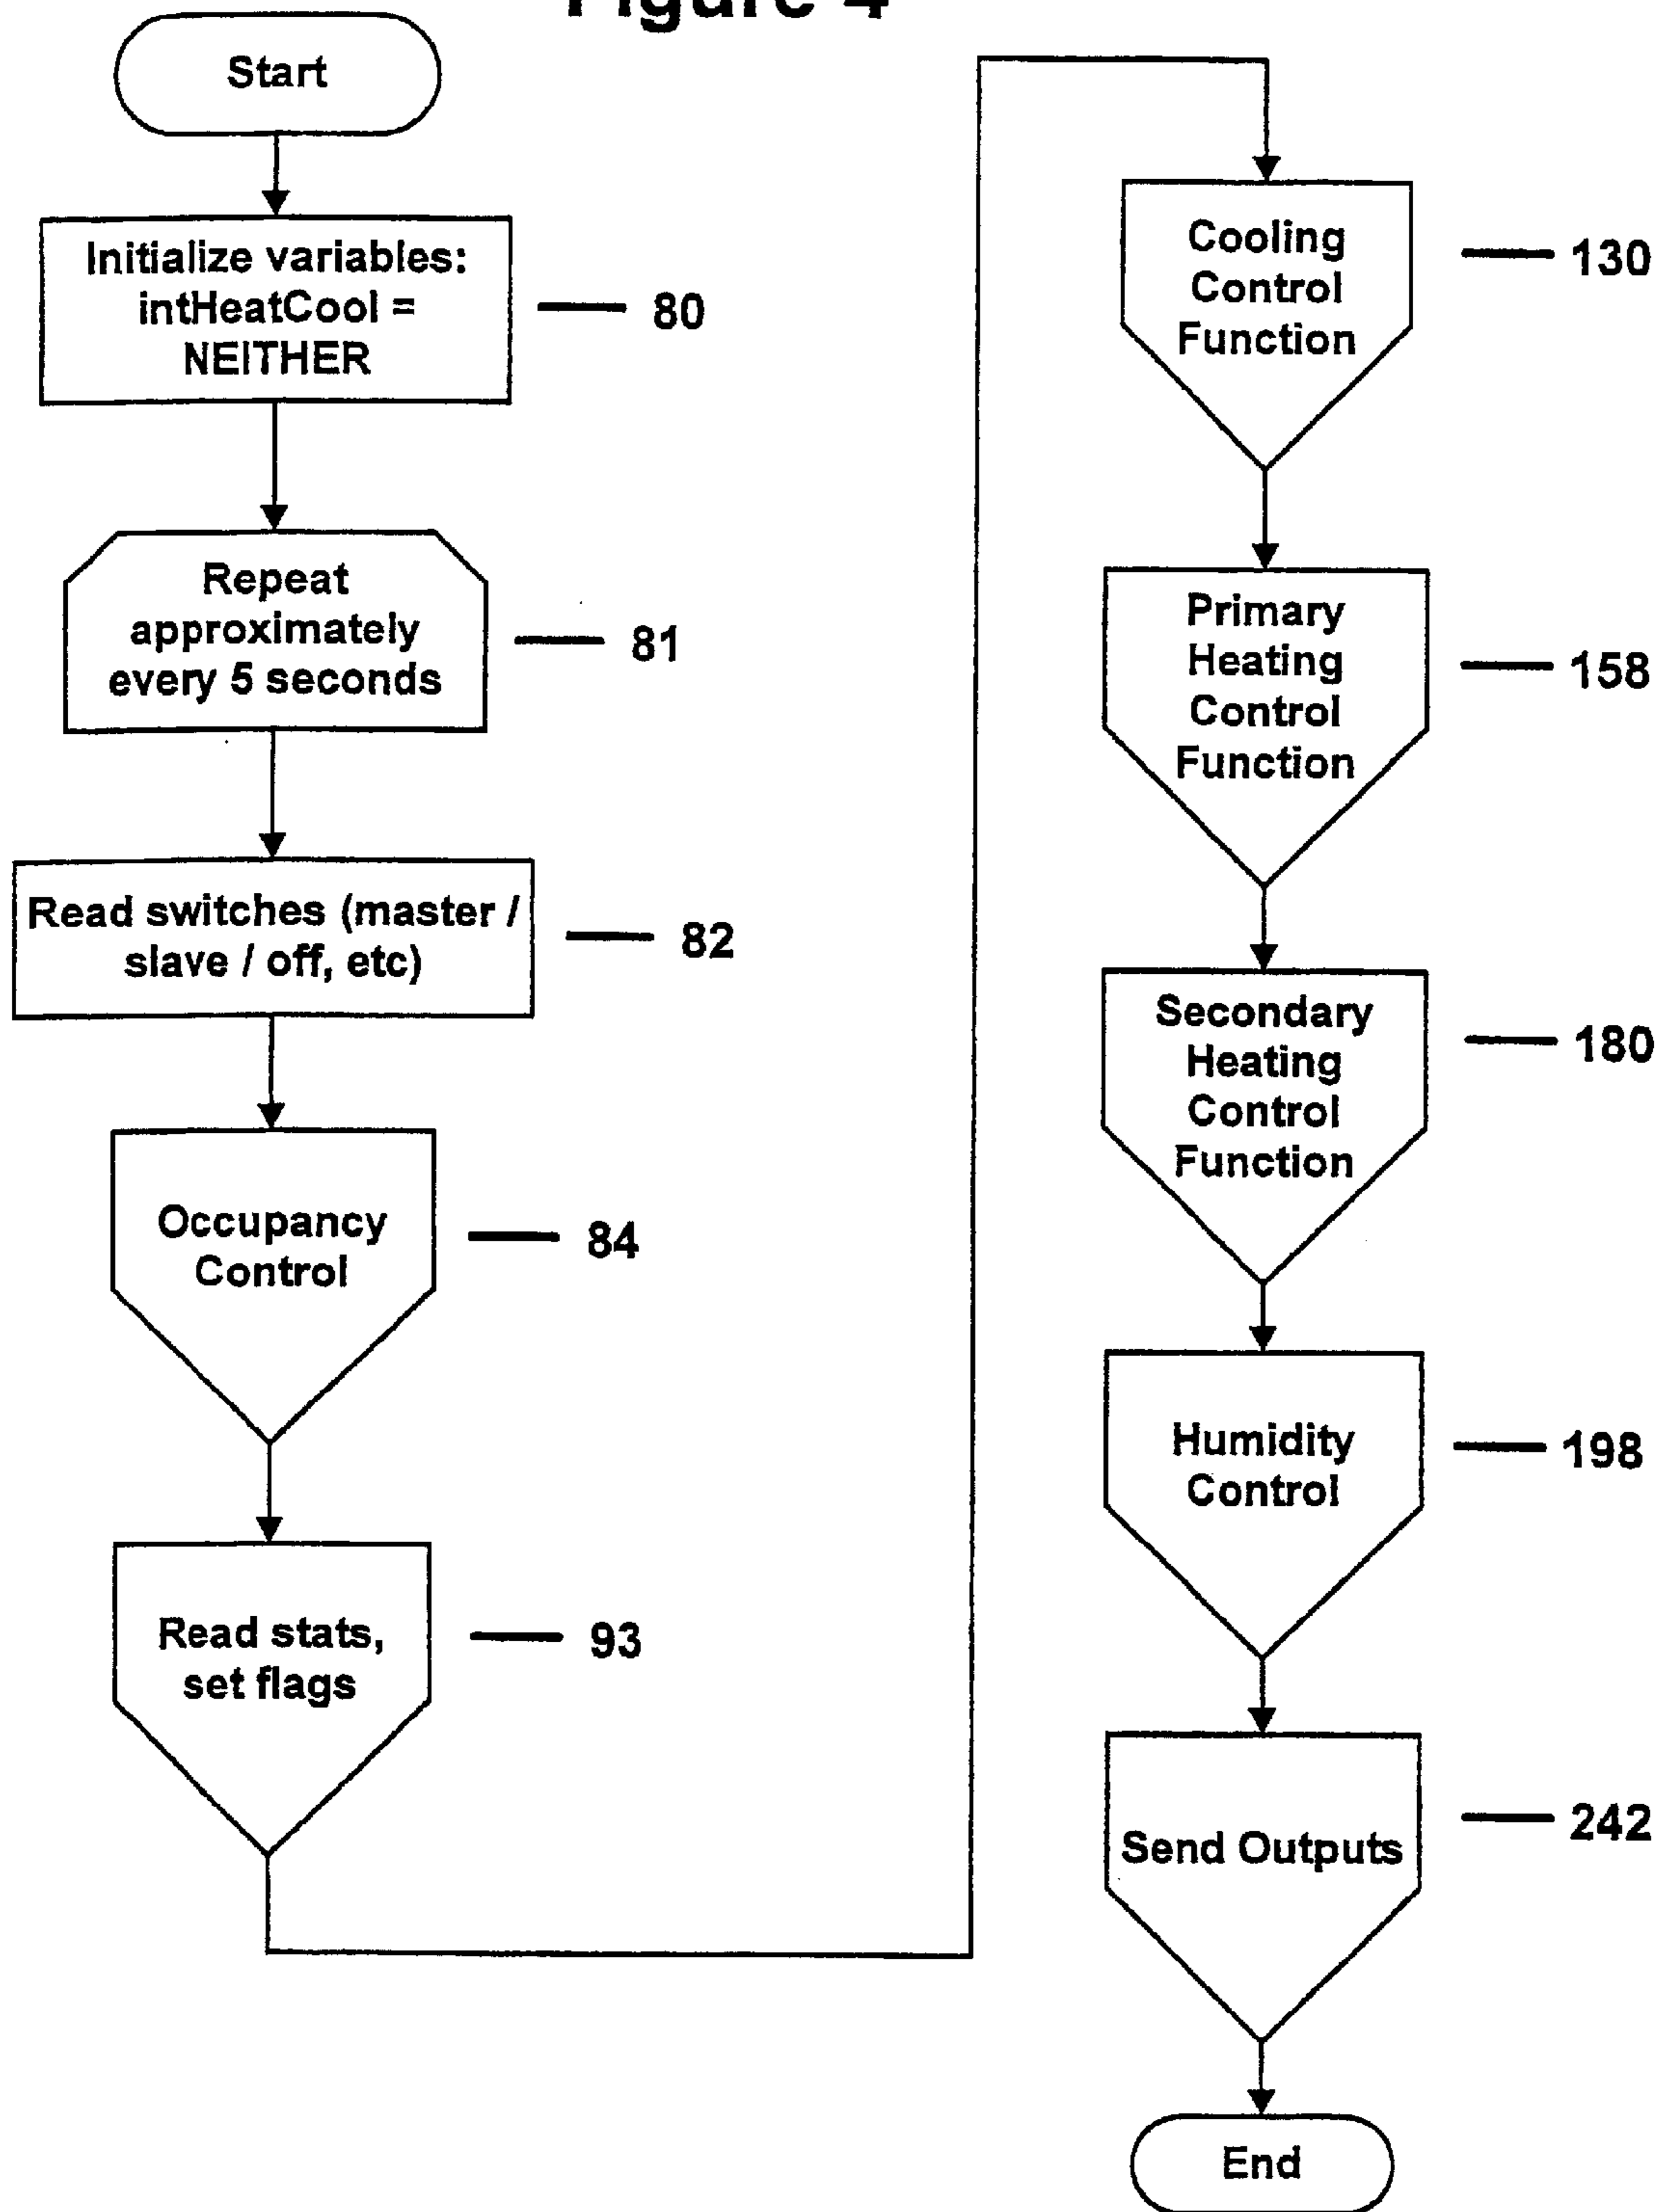 Figure 4
Start
Initialize variables:
intHeatCool =
NEITHER
80
Repeat
approximately
every 5 seconds
81
Read switches (master /
slave / off, etc)
82
Occupancy
Control
84
Read stats,
set flags
93
Cooling
Control
Function
130
Primary
Heating
Control
Function
158
Secondary
Heating
Control
Function
180
Humidity
Control
198
Send Outputs
242
End